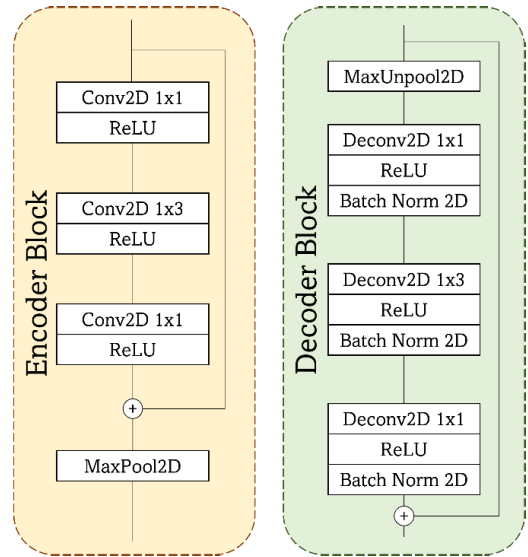 Encoder Block
Conv2D 1x1
ReLU
Conv2D 1x3
ReLU
Conv2D 1x1
ReLU
+
MaxPool2D
Decoder Block
MaxUnpool2D
Deconv2D 1x1
ReLU
Batch Norm 2D
Deconv2D 1x3
ReLU
Batch Norm 2D
Deconv2D 1x1
ReLU
Batch Norm 2D
+